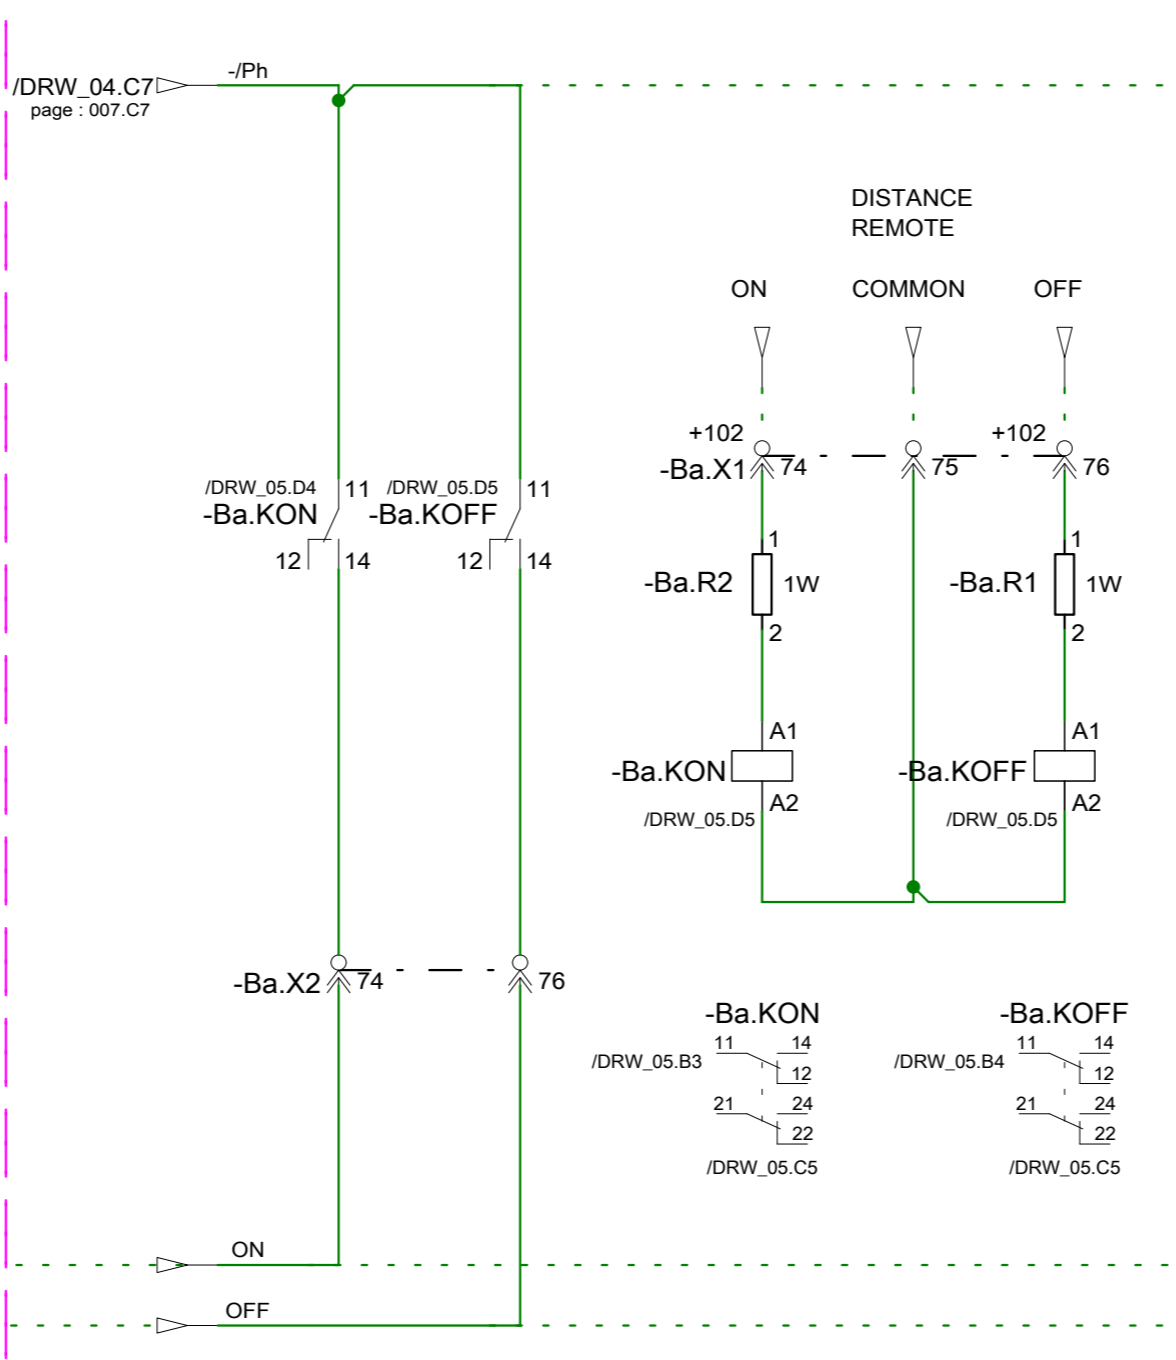 -/Ph
/DRW_04.C7
page : 007.C7
DISTANCE
REMOTE
ON COMMON OFF
+102 +102
-Ba.X1 74 75 76
/DRW_05.D4 11 /DRW_05.D5 11
-Ba.KON -Ba.KOFF
12 14 12 14
1 1
-Ba.R2 1W -Ba.R1 1W
2 2
A1 A1
-Ba.KON -Ba.KOFF
A2 A2
/DRW_05.D5 /DRW_05.D5
-Ba.X2 74 76
-Ba.KON -Ba.KOFF
11 14 11 14
/DRW_05.B3 12 /DRW_05.B4 12
21 24 21 24
22 22
/DRW_05.C5 /DRW_05.C5
ON
OFF